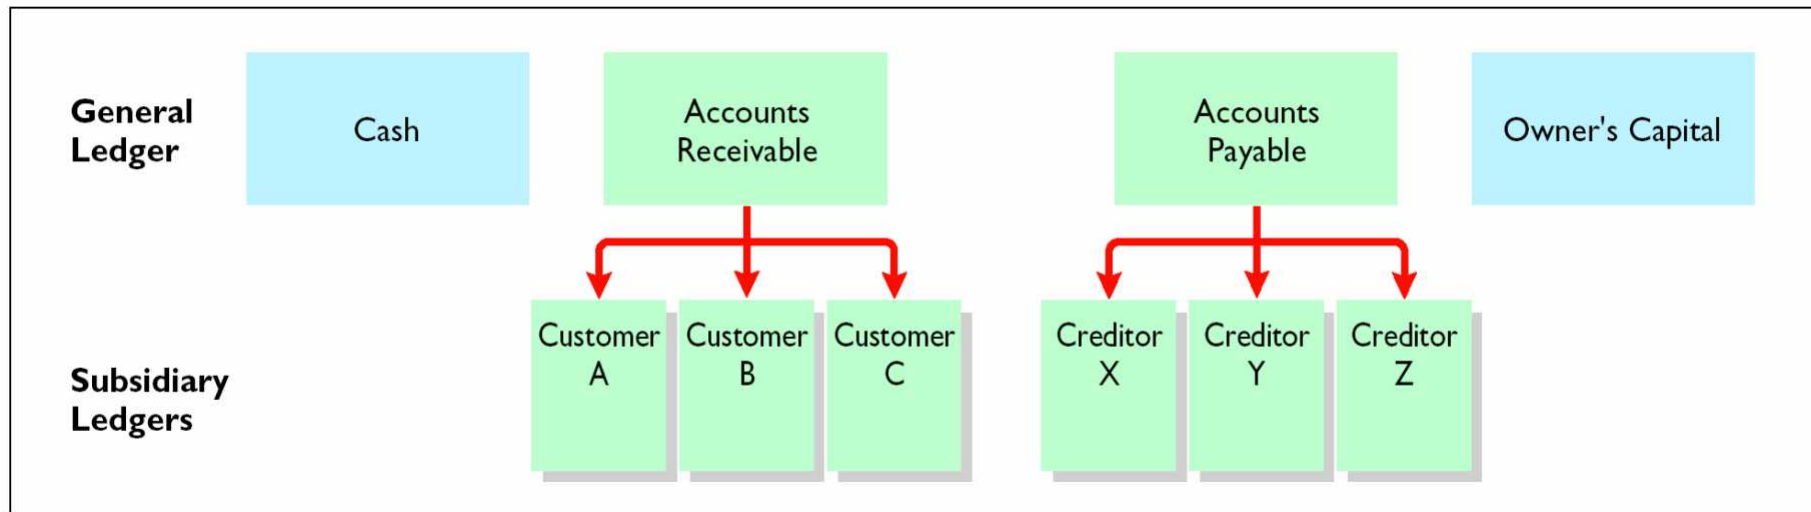 General
Ledger
Cash
Accounts
Receivable
Accounts
Payable
Owner's Capital
Subsidiary
Ledgers
Customer
A
Customer
B
Customer
C
Creditor
X
Creditor
Y
Creditor
Z